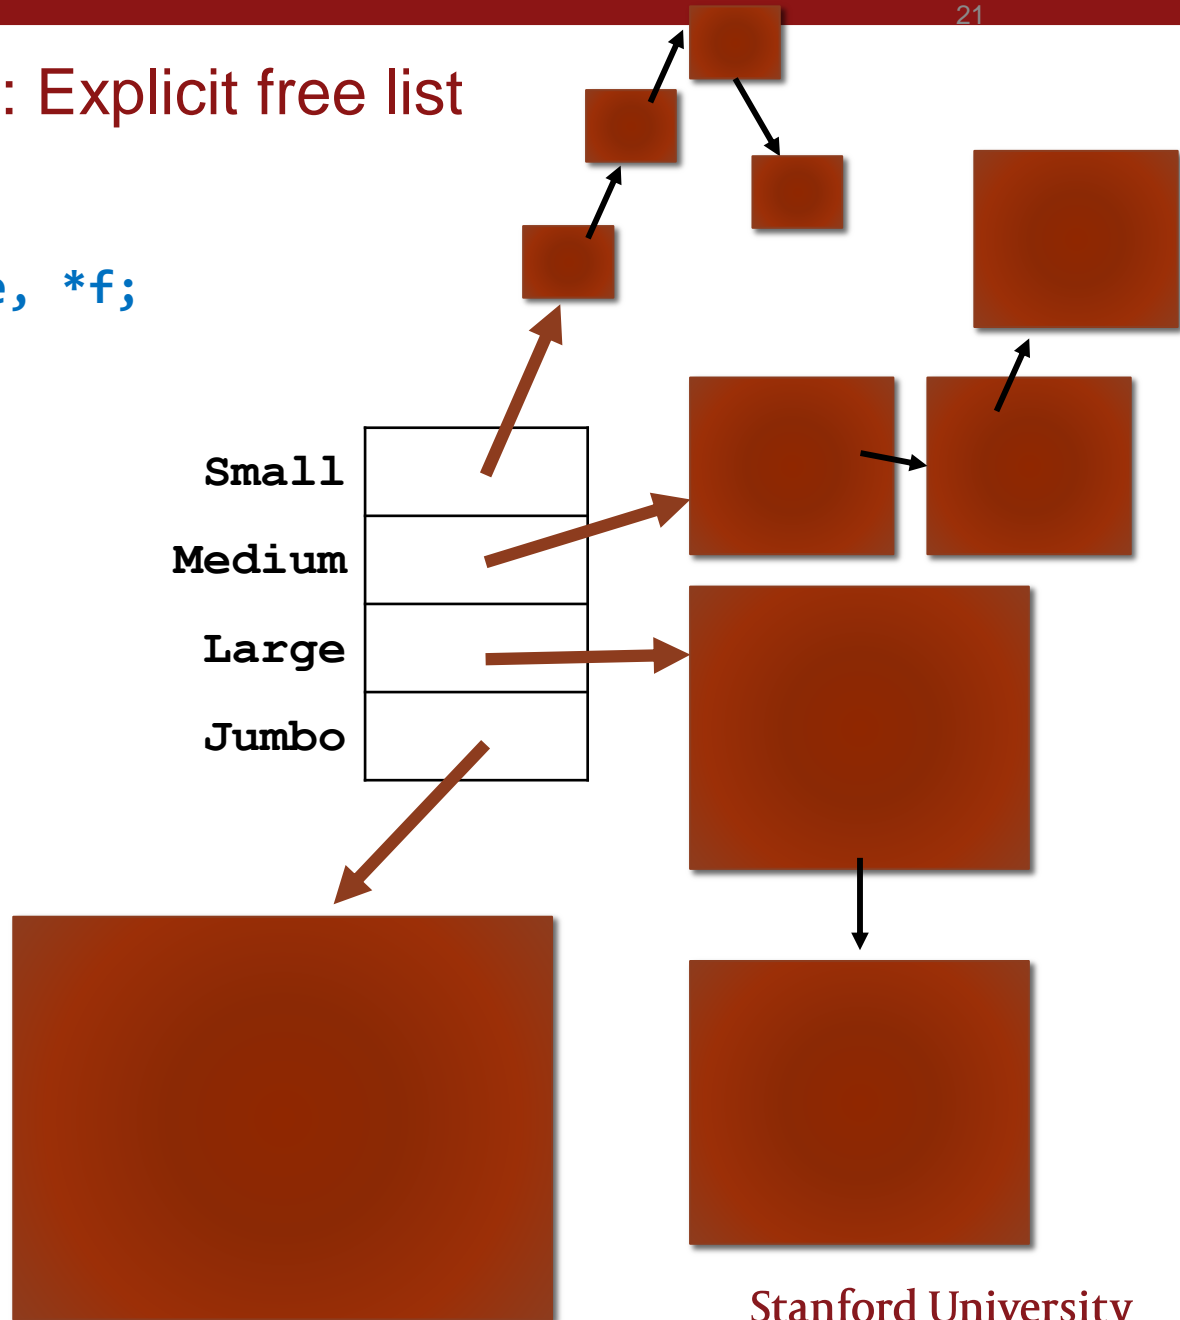 21
: Explicit free list
, *f;
Small
Medium
Large
Jumbo
Stanford University